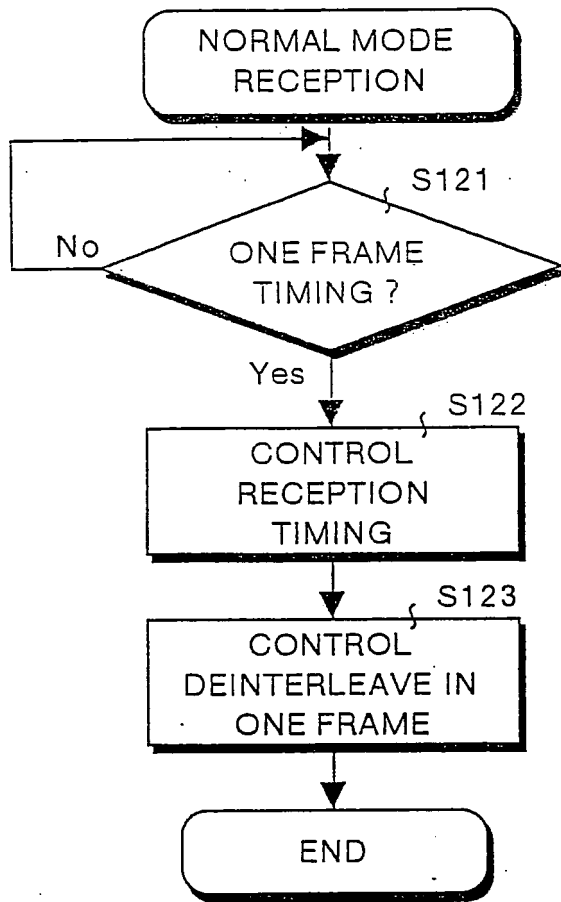 NORMAL MODE
RECEPTION
S121
No
ONE FRAME
TIMING ?
Yes
S122
CONTROL
RECEPTION
TIMING
S123
CONTROL
DEINTERLEAVE IN
ONE FRAME
END